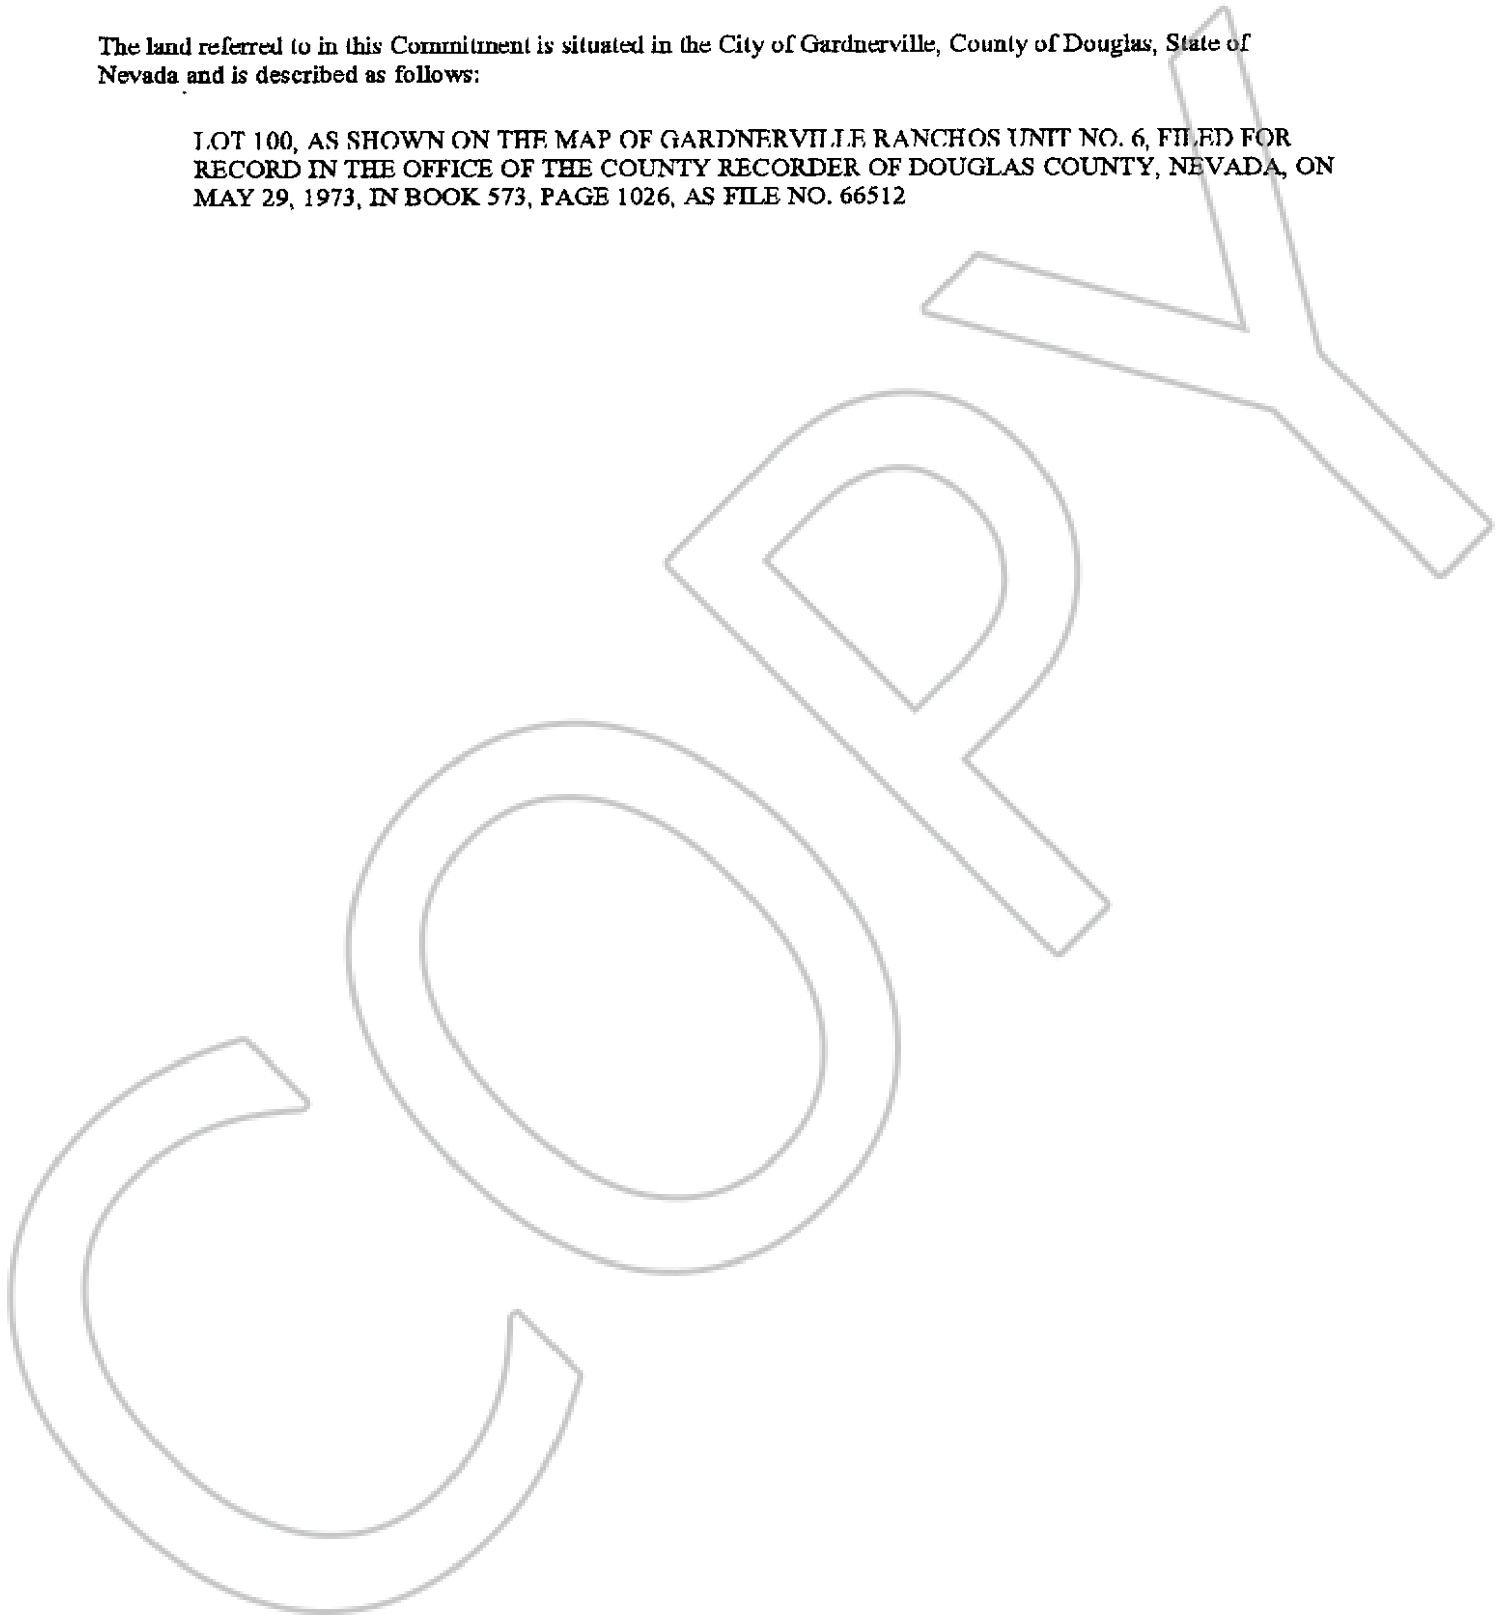 The land referred to in this Commitment is situated in the City of Gardnerville, County of Douglas, State of
Nevada and is described as follows:
LOT 100, AS SHOWN ON THE MAP OF GARDNERVILLE RANCHOS UNIT NO. 6, FILED FOR
RECORD IN THE OFFICE OF THE COUNTY RECORDER OF DOUGLAS COUNTY, NEVADA, ON
MAY 29, 1973, IN BOOK 573, PAGE 1026, AS FILE NO. 66512
COPY